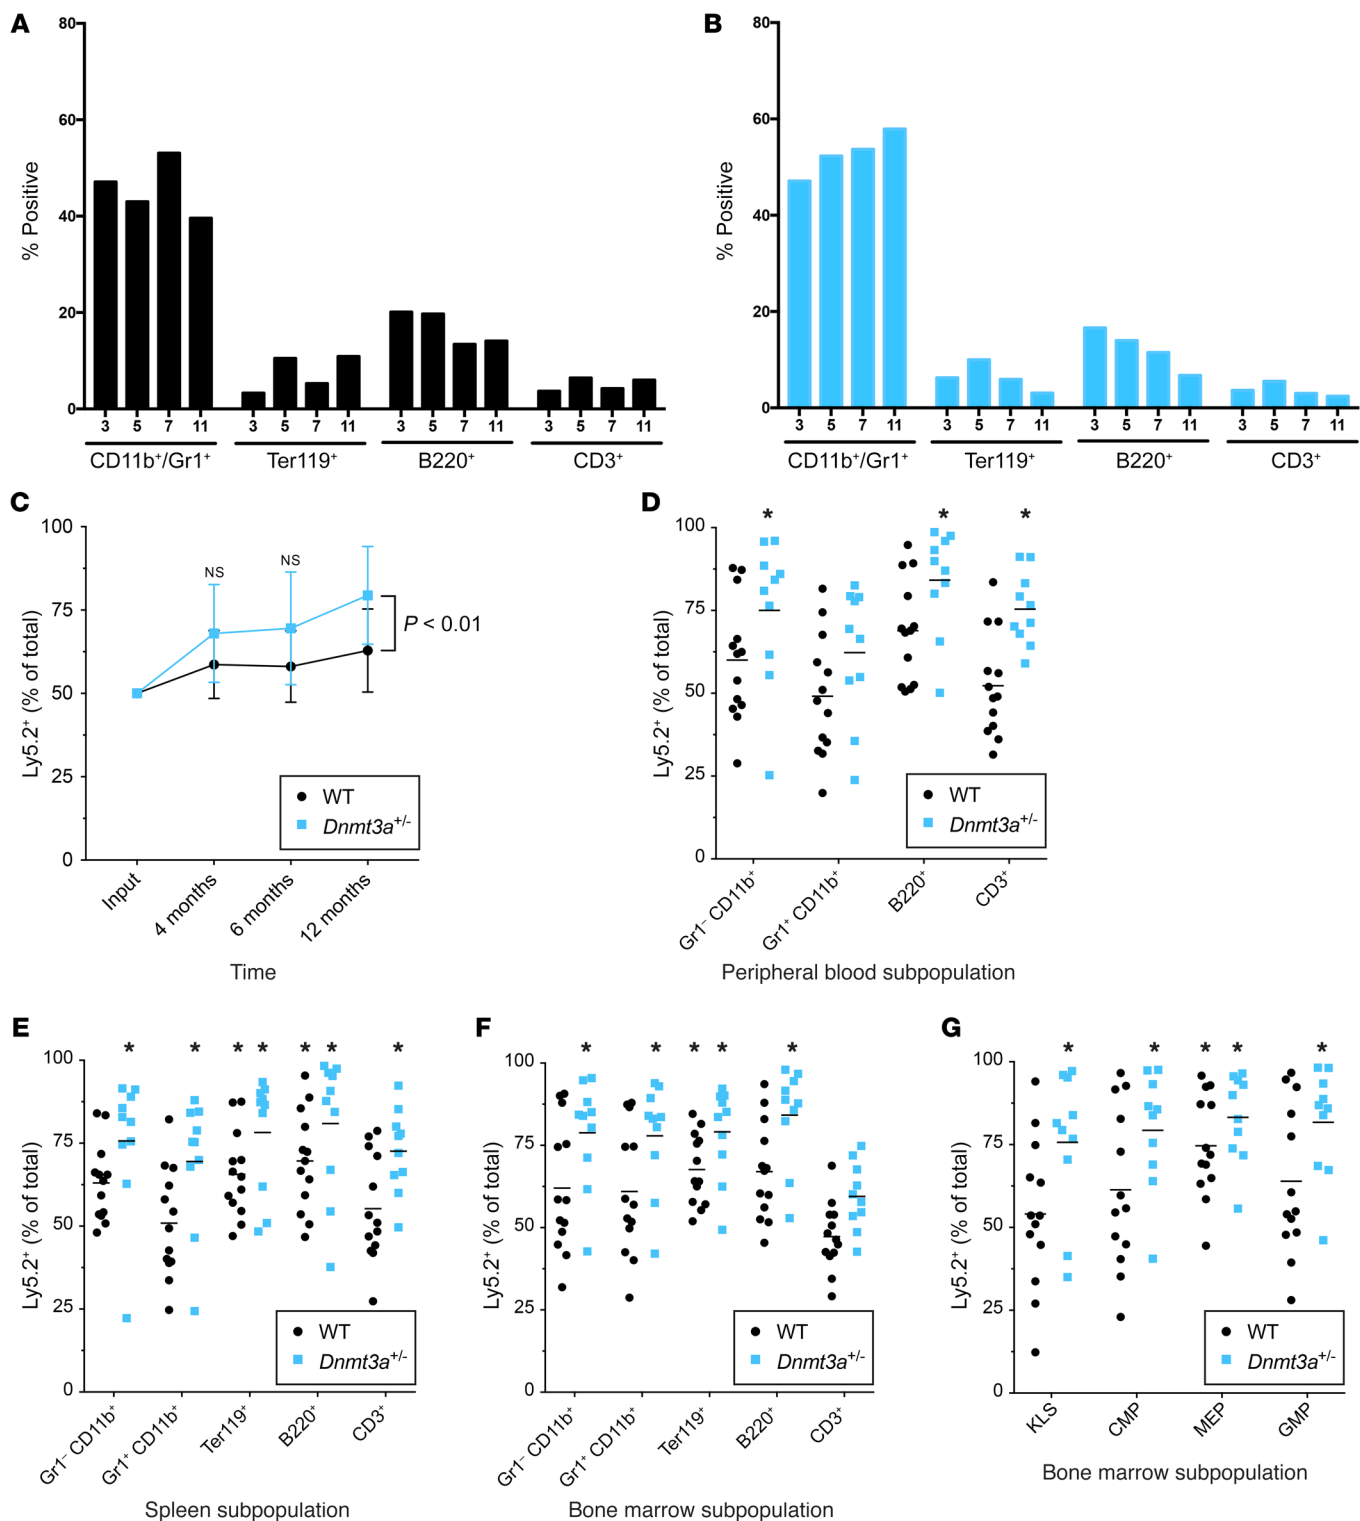 A
80
60
40
20
0
% Positive
3 5 7 11 3 5 7 11 3 5 7 11 3 5 7 11
CD11b⁺/Gr1⁺ Ter119⁺ B220⁺ CD3⁺
B
80
60
40
20
0
% Positive
3 5 7 11 3 5 7 11 3 5 7 11 3 5 7 11
CD11b⁺/Gr1⁺ Ter119⁺ B220⁺ CD3⁺
C
100
75
50
25
0
Ly5.2⁺ (% of total)
NS NS
P < 0.01
WT
Dnmt3a⁺/⁻
Input 4 months 6 months 12 months
Time
D
* * *
100
75
50
25
0
Ly5.2⁺ (% of total)
WT
Dnmt3a⁺/⁻
Gr1⁻ CD11b⁺ Gr1⁺ CD11b⁺ B220⁺ CD3⁺
Peripheral blood subpopulation
E
* * * * * * *
100
75
50
25
0
Ly5.2⁺ (% of total)
WT
Dnmt3a⁺/⁻
Gr1⁻ CD11b⁺ Gr1⁺ CD11b⁺ Ter119⁺ B220⁺ CD3⁺
Spleen subpopulation
F
* * * * *
100
75
50
25
0
Ly5.2⁺ (% of total)
WT
Dnmt3a⁺/⁻
Gr1⁻ CD11b⁺ Gr1⁺ CD11b⁺ Ter119⁺ B220⁺ CD3⁺
Bone marrow subpopulation
G
* * * * *
100
75
50
25
0
Ly5.2⁺ (% of total)
WT
Dnmt3a⁺/⁻
KLS CMP MEP GMP
Bone marrow subpopulation